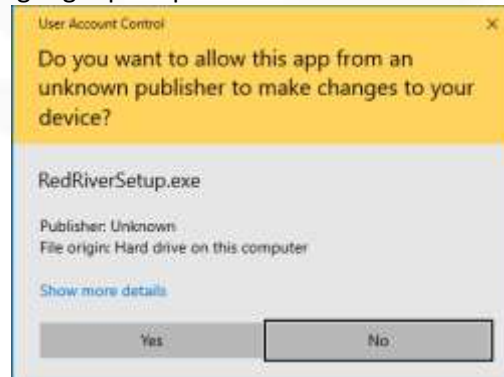 User Account Control
Do you want to allow this app from an
unknown publisher to make changes to your
device?
RedRiverSetup.exe
Publisher: Unknown
File origin: Hard drive on this computer
Show more details
Yes
No